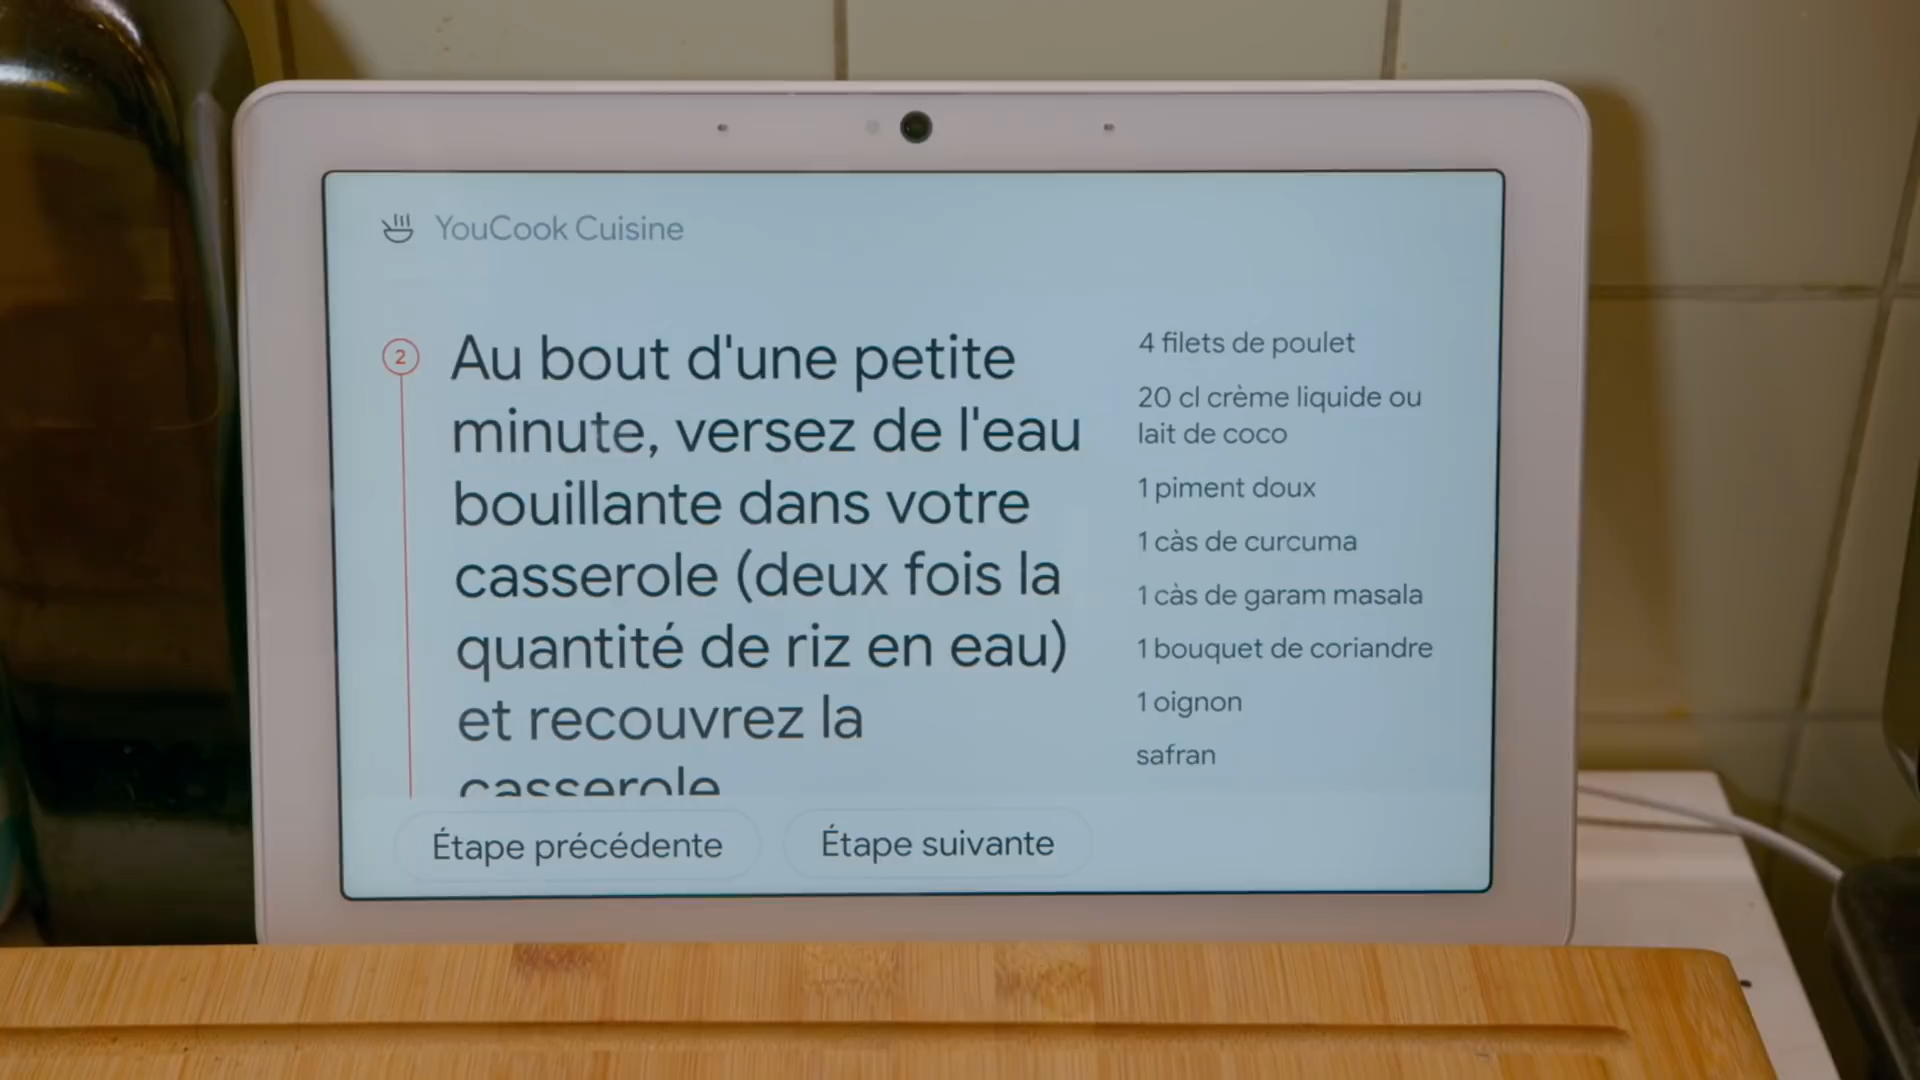 YouCook Cuisine
2
Au bout d'une petite
minute, versez de l'eau
bouillante dans votre
casserole (deux fois la
quantité de riz en eau)
et recouvrez la
casserole
4 filets de poulet
20 cl crème liquide ou
lait de coco
1 piment doux
1 càs de curcuma
1 càs de garam masala
1 bouquet de coriandre
1 oignon
safran
Étape précédente
Étape suivante